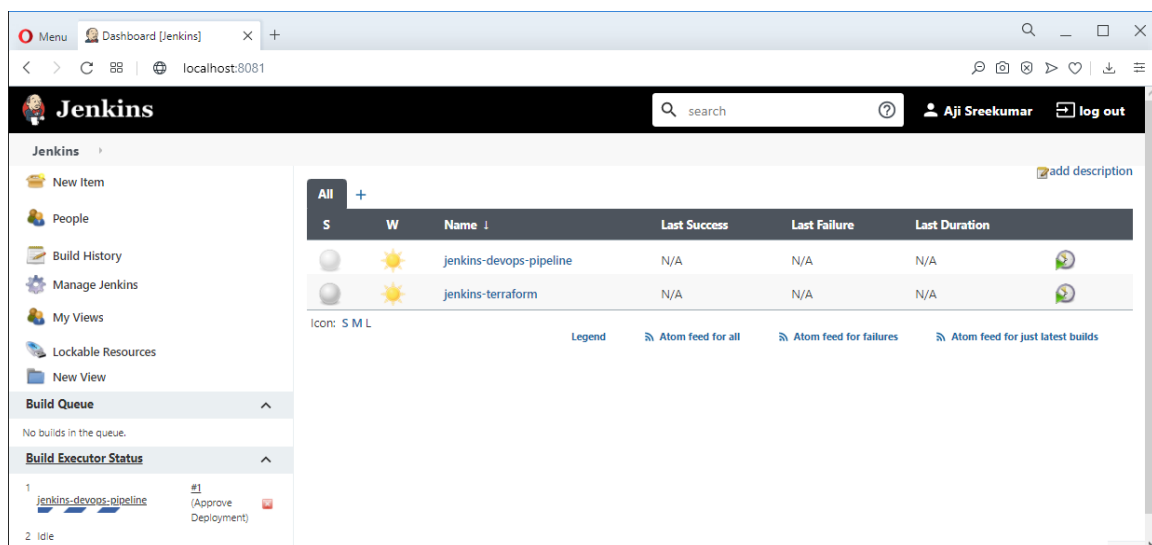 Menu Dashboard [Jenkins]
localhost:8081
Jenkins search Aji Sreekumar log out
Jenkins
add description
New Item
People
Build History
Manage Jenkins
My Views
Lockable Resources
New View
Build Queue
No builds in the queue.
Build Executor Status
1 jenkins-devops-pipeline #1 (Approve
Deployment)
2 Idle
All +
S W Name ↓ Last Success Last Failure Last Duration
jenkins-devops-pipeline N/A N/A N/A
jenkins-terraform N/A N/A N/A
Icon: S M L
Legend Atom feed for all Atom feed for failures Atom feed for just latest builds